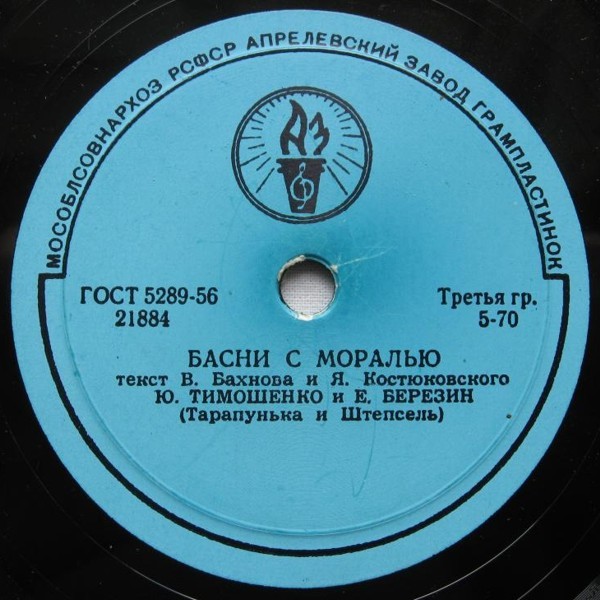 МОСОБЛСОВНАРХОЗ РСФСР АПРЕЛЕВСКИЙ ЗАВОД ГРАМПЛАСТИНОК
АЗ
ГОСТ 5289-56
21884
Третья гр.
5-70
БАСНИ С МОРАЛЬЮ
текст В. Бахнова и Я. Костюковского
Ю. ТИМОШЕНКО и Е. БЕРЕЗИН
(Тарапунька и Штепсель)